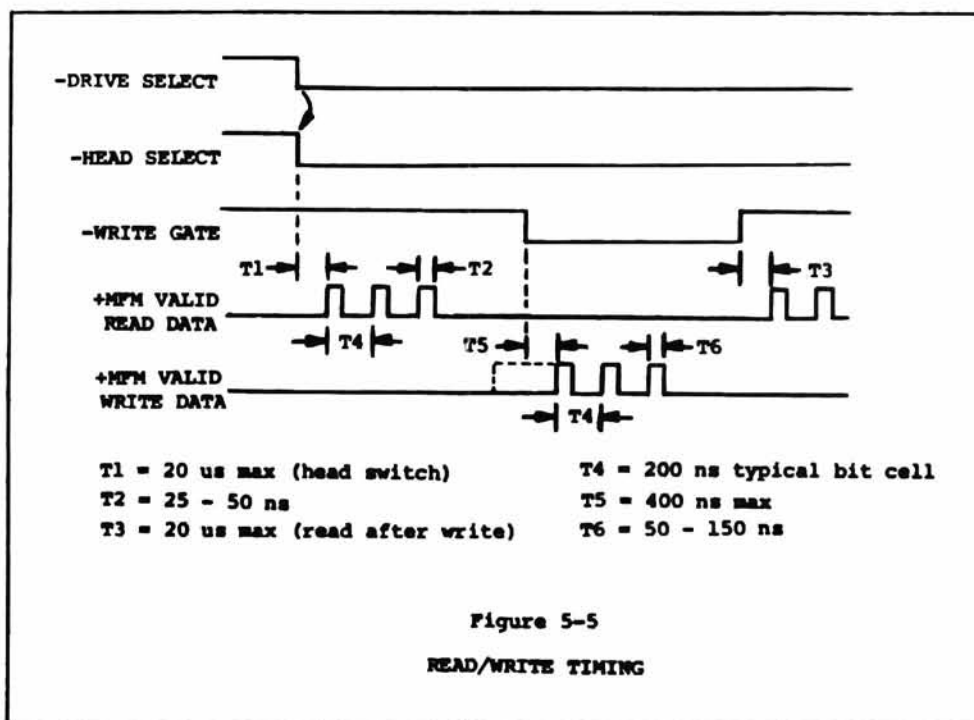 -DRIVE SELECT
-HEAD SELECT
-WRITE GATE
T1
T2
T3
+MFM VALID
READ DATA
T4
T5
T6
+MFM VALID
WRITE DATA
T4
T1 = 20 us max (head switch)
T2 = 25 - 50 ns
T3 = 20 us max (read after write)
T4 = 200 ns typical bit cell
T5 = 400 ns max
T6 = 50 - 150 ns
Figure 5-5
READ/WRITE TIMING